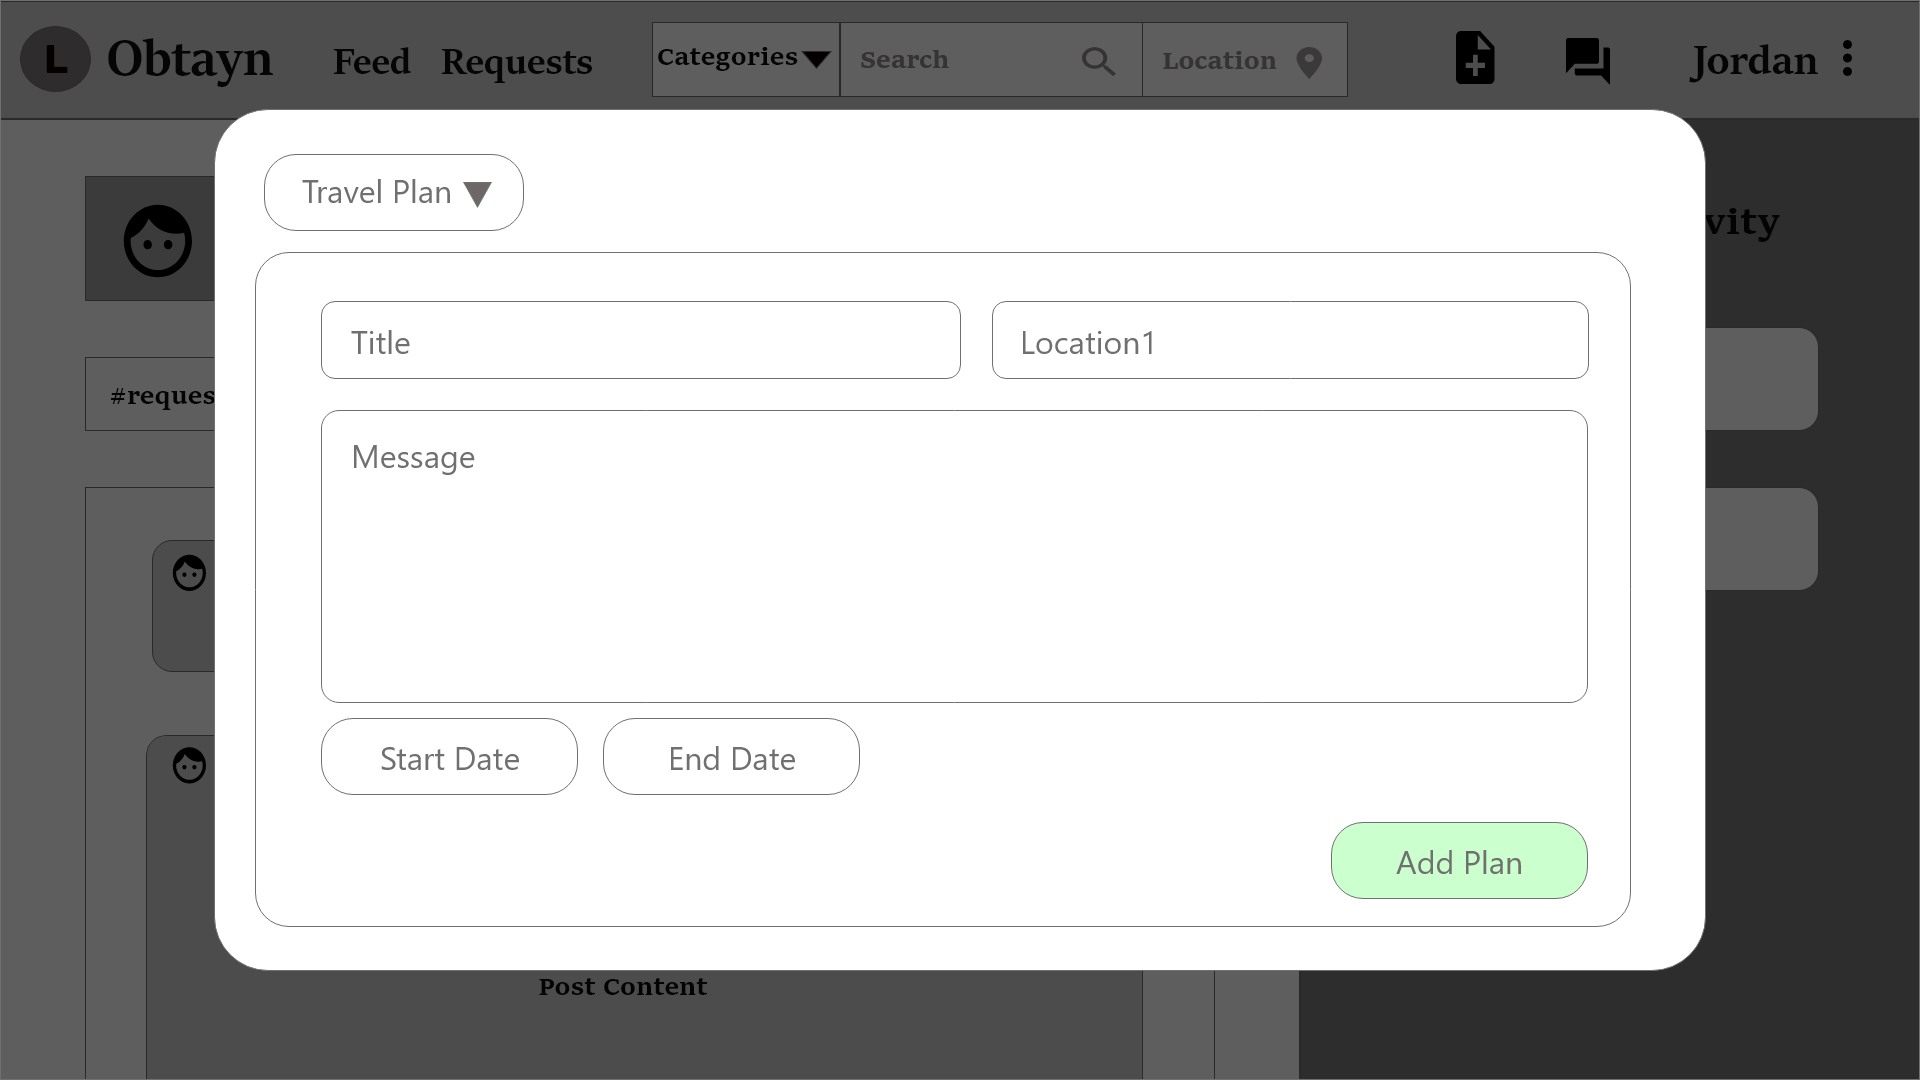 L Obtayn Feed Requests Categories Search Location Jordan
Travel Plan
vity
Title Location1
#reques
Message
Start Date End Date
Add Plan
Post Content